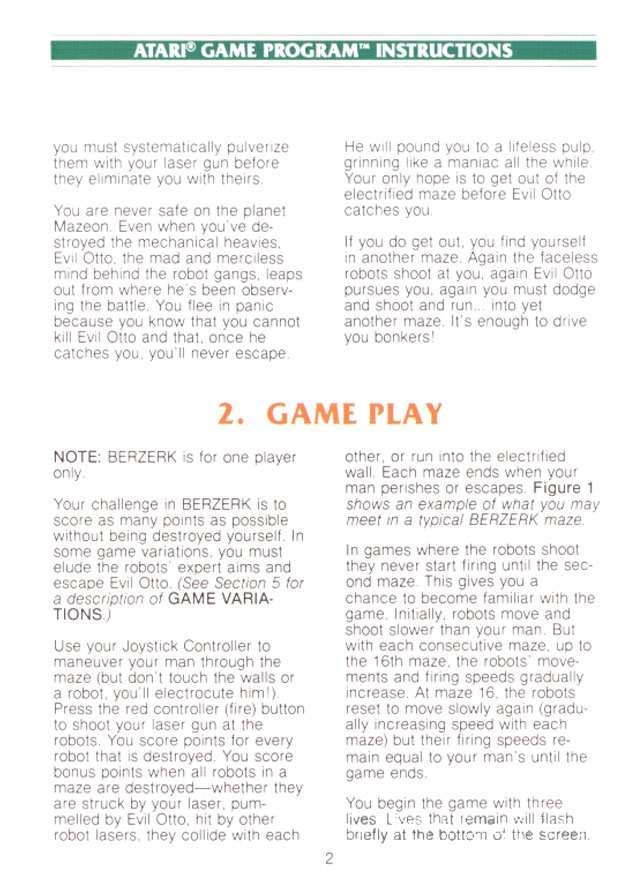 ATARI® GAME PROGRAM™ INSTRUCTIONS
you must systematically pulverize
them with your laser gun before
they eliminate you with theirs.
You are never safe on the planet
Mazeon. Even when you've de-
stroyed the mechanical heavies,
Evil Otto, the mad and merciless
mind behind the robot gangs, leaps
out from where he's been observ-
ing the battle. You flee in panic
because you know that you cannot
kill Evil Otto and that, once he
catches you, you'll never escape.
He will pound you to a lifeless pulp,
grinning like a maniac all the while.
Your only hope is to get out of the
electrified maze before Evil Otto
catches you.
If you do get out, you find yourself
in another maze. Again the faceless
robots shoot at you, again Evil Otto
pursues you, again you must dodge
and shoot and run... into yet
another maze. It's enough to drive
you bonkers!
2. GAME PLAY
NOTE: BERZERK is for one player
only.
Your challenge in BERZERK is to
score as many points as possible
without being destroyed yourself. In
some game variations, you must
elude the robots' expert aims and
escape Evil Otto. (See Section 5 for
a description of GAME VARIA-
TIONS.)
Use your Joystick Controller to
maneuver your man through the
maze (but don't touch the walls or
a robot, you'll electrocute him!).
Press the red controller (fire) button
to shoot your laser gun at the
robots. You score points for every
robot that is destroyed. You score
bonus points when all robots in a
maze are destroyed—whether they
are struck by your laser, pum-
melled by Evil Otto, hit by other
robot lasers, they collide with each
other, or run into the electrified
wall. Each maze ends when your
man perishes or escapes. Figure 1
shows an example of what you may
meet in a typical BERZERK maze.
In games where the robots shoot
they never start firing until the sec-
ond maze. This gives you a
chance to become familiar with the
game. Initially, robots move and
shoot slower than your man. But
with each consecutive maze, up to
the 16th maze, the robots' move-
ments and firing speeds gradually
increase. At maze 16, the robots
reset to move slowly again (gradu-
ally increasing speed with each
maze) but their firing speeds re-
main equal to your man's until the
game ends.
You begin the game with three
lives. Lives that remain will flash
briefly at the bottom of the screen.
2